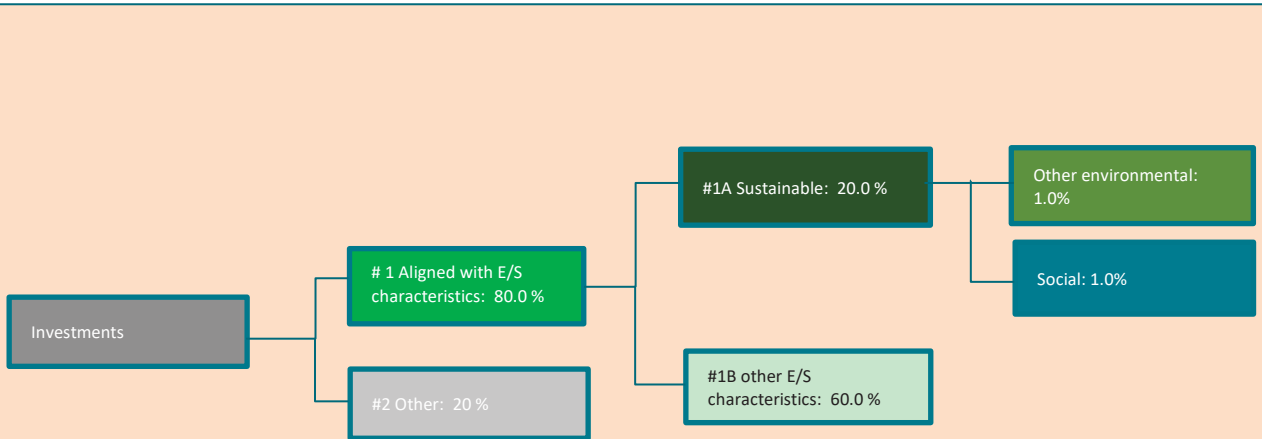 Investments
# 1 Aligned with E/S
characteristics: 80.0 %
#2 Other: 20 %
#1A Sustainable: 20.0 %
#1B other E/S
characteristics: 60.0 %
Other environmental:
1.0%
Social: 1.0%